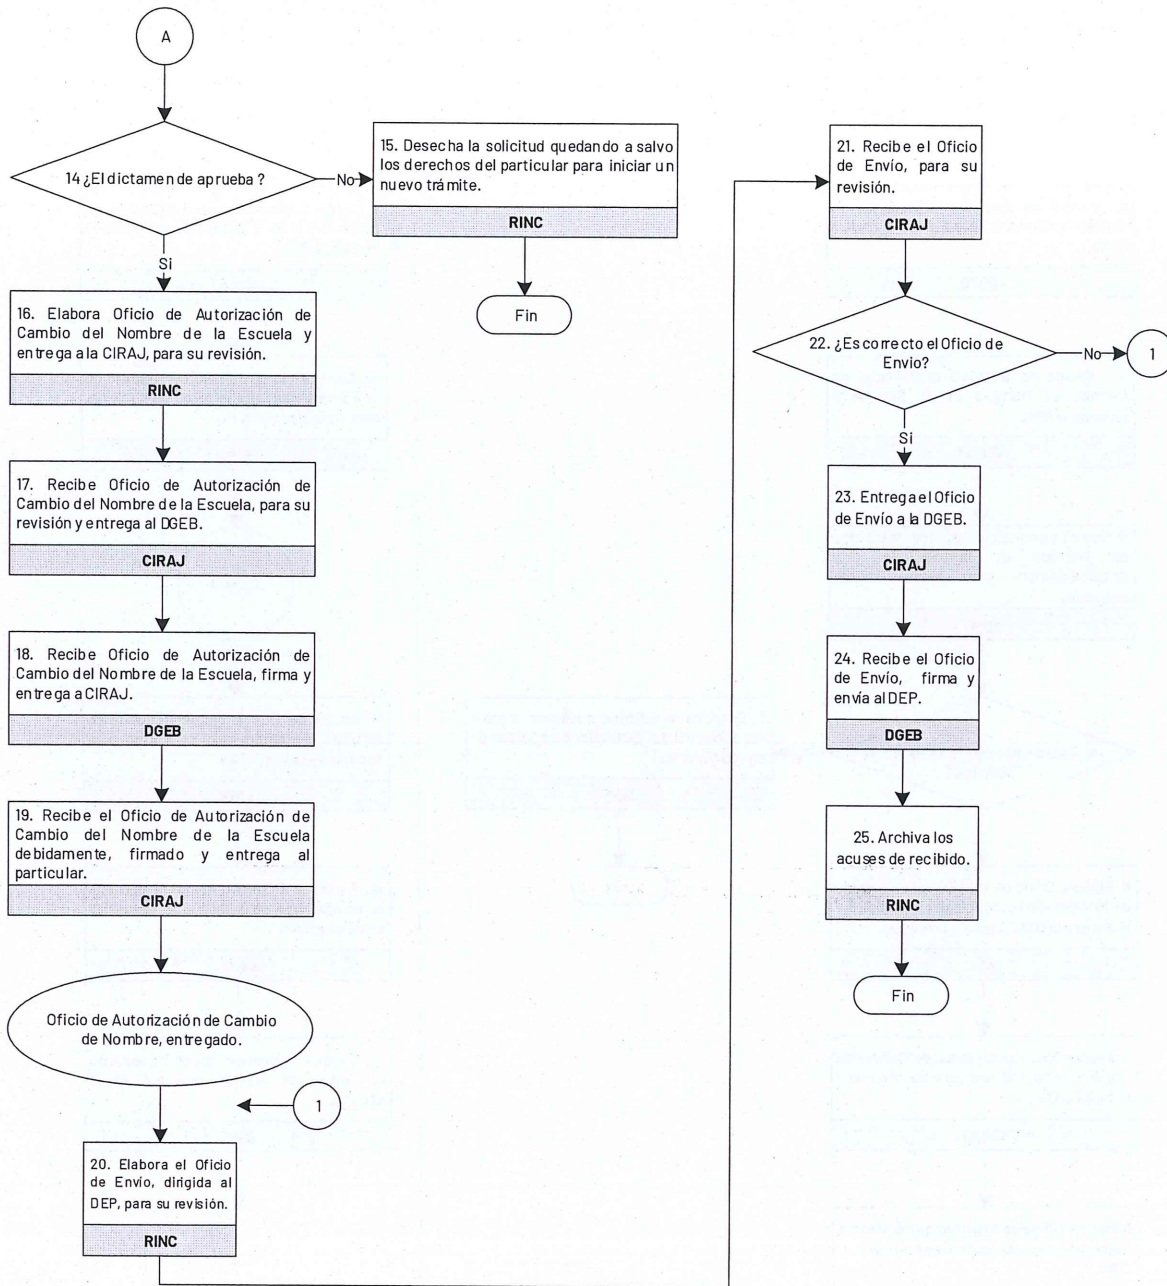 A
14 ¿El dictamen de aprueba ?
No
Si
15. Desecha la solicitud quedando a salvo
los derechos del particular para iniciar un
nuevo trámite.
RINC
Fin
16. Elabora Oficio de Autorización de
Cambio del Nombre de la Escuela y
entrega a la CIRAJ, para su revisión.
RINC
17. Recibe Oficio de Autorización de
Cambio del Nombre de la Escuela, para su
revisión y entrega al DGEB.
CIRAJ
18. Recibe Oficio de Autorización de
Cambio del Nombre de la Escuela, firma y
entrega a CIRAJ.
DGEB
19. Recibe el Oficio de Autorización de
Cambio del Nombre de la Escuela
debidamente, firmado y entrega al
particular.
CIRAJ
Oficio de Autorización de Cambio
de Nombre, entregado.
1
20. Elabora el Oficio
de Envío, dirigida al
DEP, para su revisión.
RINC
21. Recibe el Oficio
de Envío, para su
revisión.
CIRAJ
22. ¿Es correcto el Oficio de
Envio?
No
1
Si
23. Entrega el Oficio
de Envío a la DGEB.
CIRAJ
24. Recibe el Oficio
de Envío, firma y
envía al DEP.
DGEB
25. Archiva los
acuses de recibido.
RINC
Fin